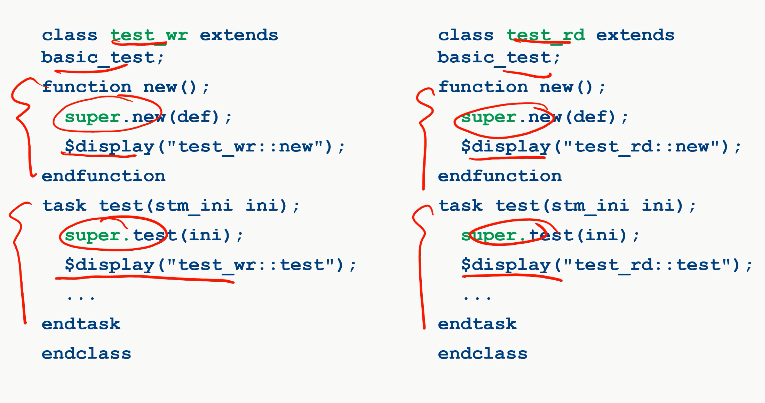 class test_wr extends
basic_test;
function new();
super.new(def);
$display("test_wr::new");
endfunction
task test(stm_ini ini);
super.test(ini);
$display("test_wr::test");
...
endtask
endclass
class test_rd extends
basic_test;
function new();
super.new(def);
$display("test_rd::new");
endfunction
task test(stm_ini ini);
super.test(ini);
$display("test_rd::test");
...
endtask
endclass